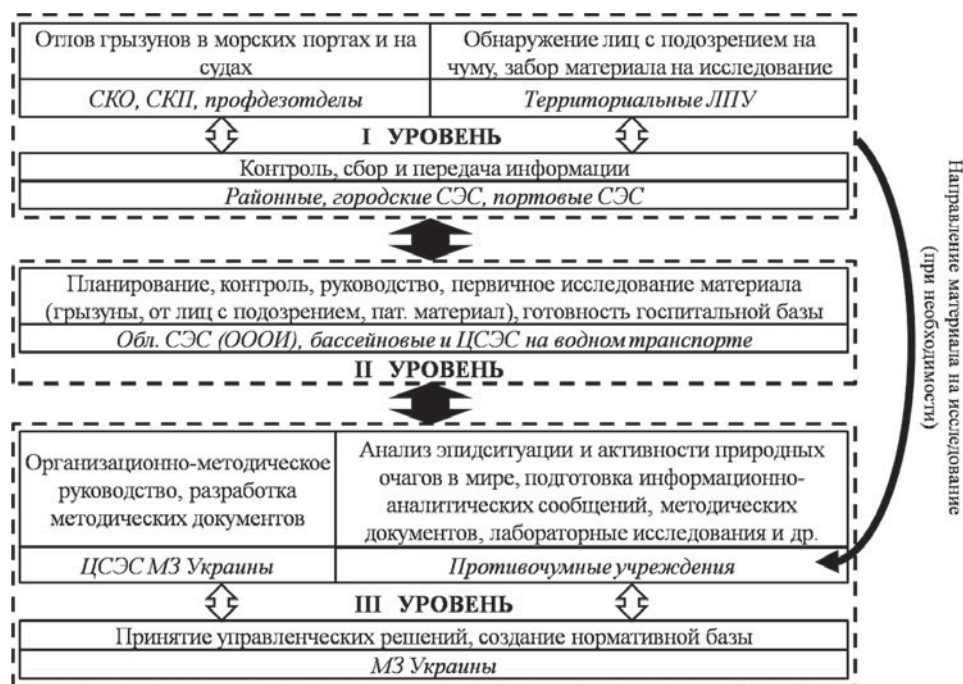 Отлов грызунов в морских портах и на
судах
СКО, СКП, профдезотделы
Обнаружение лиц с подозрением на
чуму, забор материала на исследование
Территориальные ЛПУ
I УРОВЕНЬ
Контроль, сбор и передача информации
Районные, городские СЭС, портовые СЭС
Планирование, контроль, руководство, первичное исследование материала
(грызуны, от лиц с подозрением, пат. материал), готовность госпитальной базы
Обл. СЭС (ОООИ), бассейновые и ЦСЭС на водном транспорте
II УРОВЕНЬ
Организационно-методическое
руководство, разработка
методических документов
ЦСЭС МЗ Украины
Анализ эпидситуации и активности природных
очагов в мире, подготовка информационно-
аналитических сообщений, методических
документов, лабораторные исследования и др.
Противочумные учреждения
III УРОВЕНЬ
Принятие управленческих решений, создание нормативной базы
МЗ Украины
Направление материала на исследование
(при необходимости)